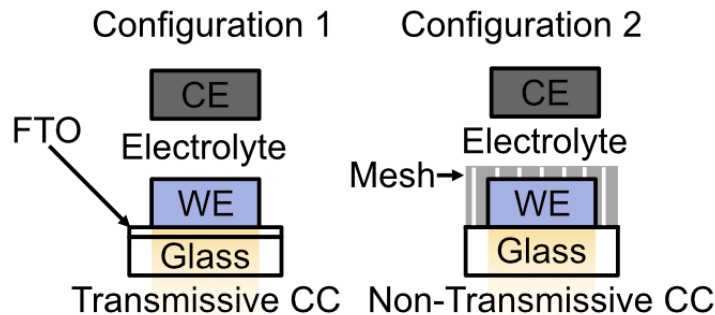 Configuration 1
CE
FTO
Electrolyte
WE
Glass
Transmissive CC
Configuration 2
CE
Electrolyte
Mesh
WE
Glass
Non-Transmissive CC